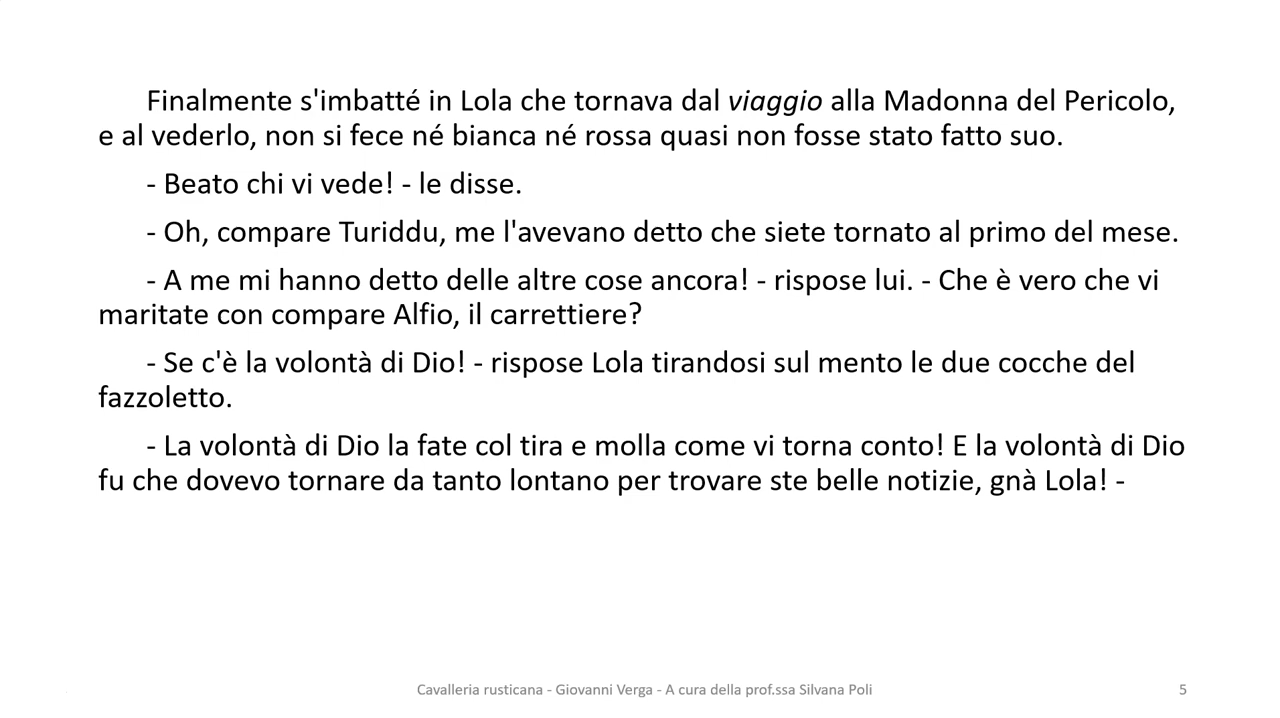 Finalmente s'imbatté in Lola che tornava dal viaggio alla Madonna del Pericolo,
e al vederlo, non si fece né bianca né rossa quasi non fosse stato fatto suo.
- Beato chi vi vede! - le disse.
- Oh, compare Turiddu, me l'avevano detto che siete tornato al primo del mese.
- A me mi hanno detto delle altre cose ancora! - rispose lui. - Che è vero che vi
maritate con compare Alfio, il carrettiere?
- Se c'è la volontà di Dio! - rispose Lola tirandosi sul mento le due cocche del
fazzoletto.
- La volontà di Dio la fate col tira e molla come vi torna conto! E la volontà di Dio
fu che dovevo tornare da tanto lontano per trovare ste belle notizie, gnà Lola! -
Cavalleria rusticana - Giovanni Verga - A cura della prof.ssa Silvana Poli
5